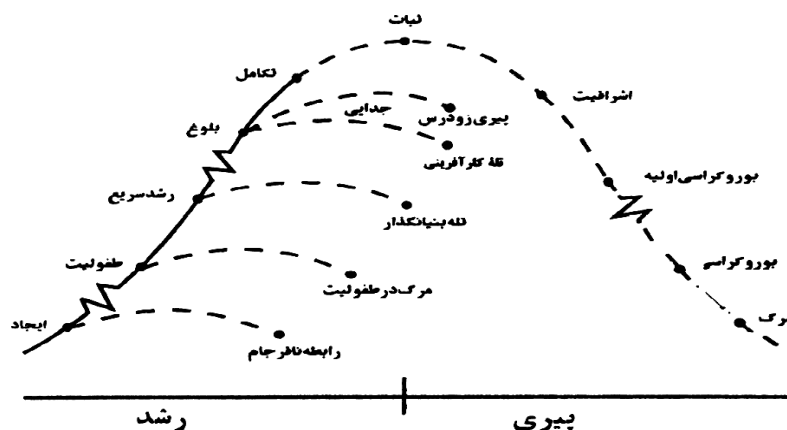 ثبات
تکامل
اشرافیت
جدایی
پیری زودرس
بلوغ
تله کارآفرینی
بوروکراسی اولیه
رشد سریع
تله بنیانگذار
طفولیت
بوروکراسی
مرگ در طفولیت
ایجاد
رابطه نافرجام
رشد
پیری